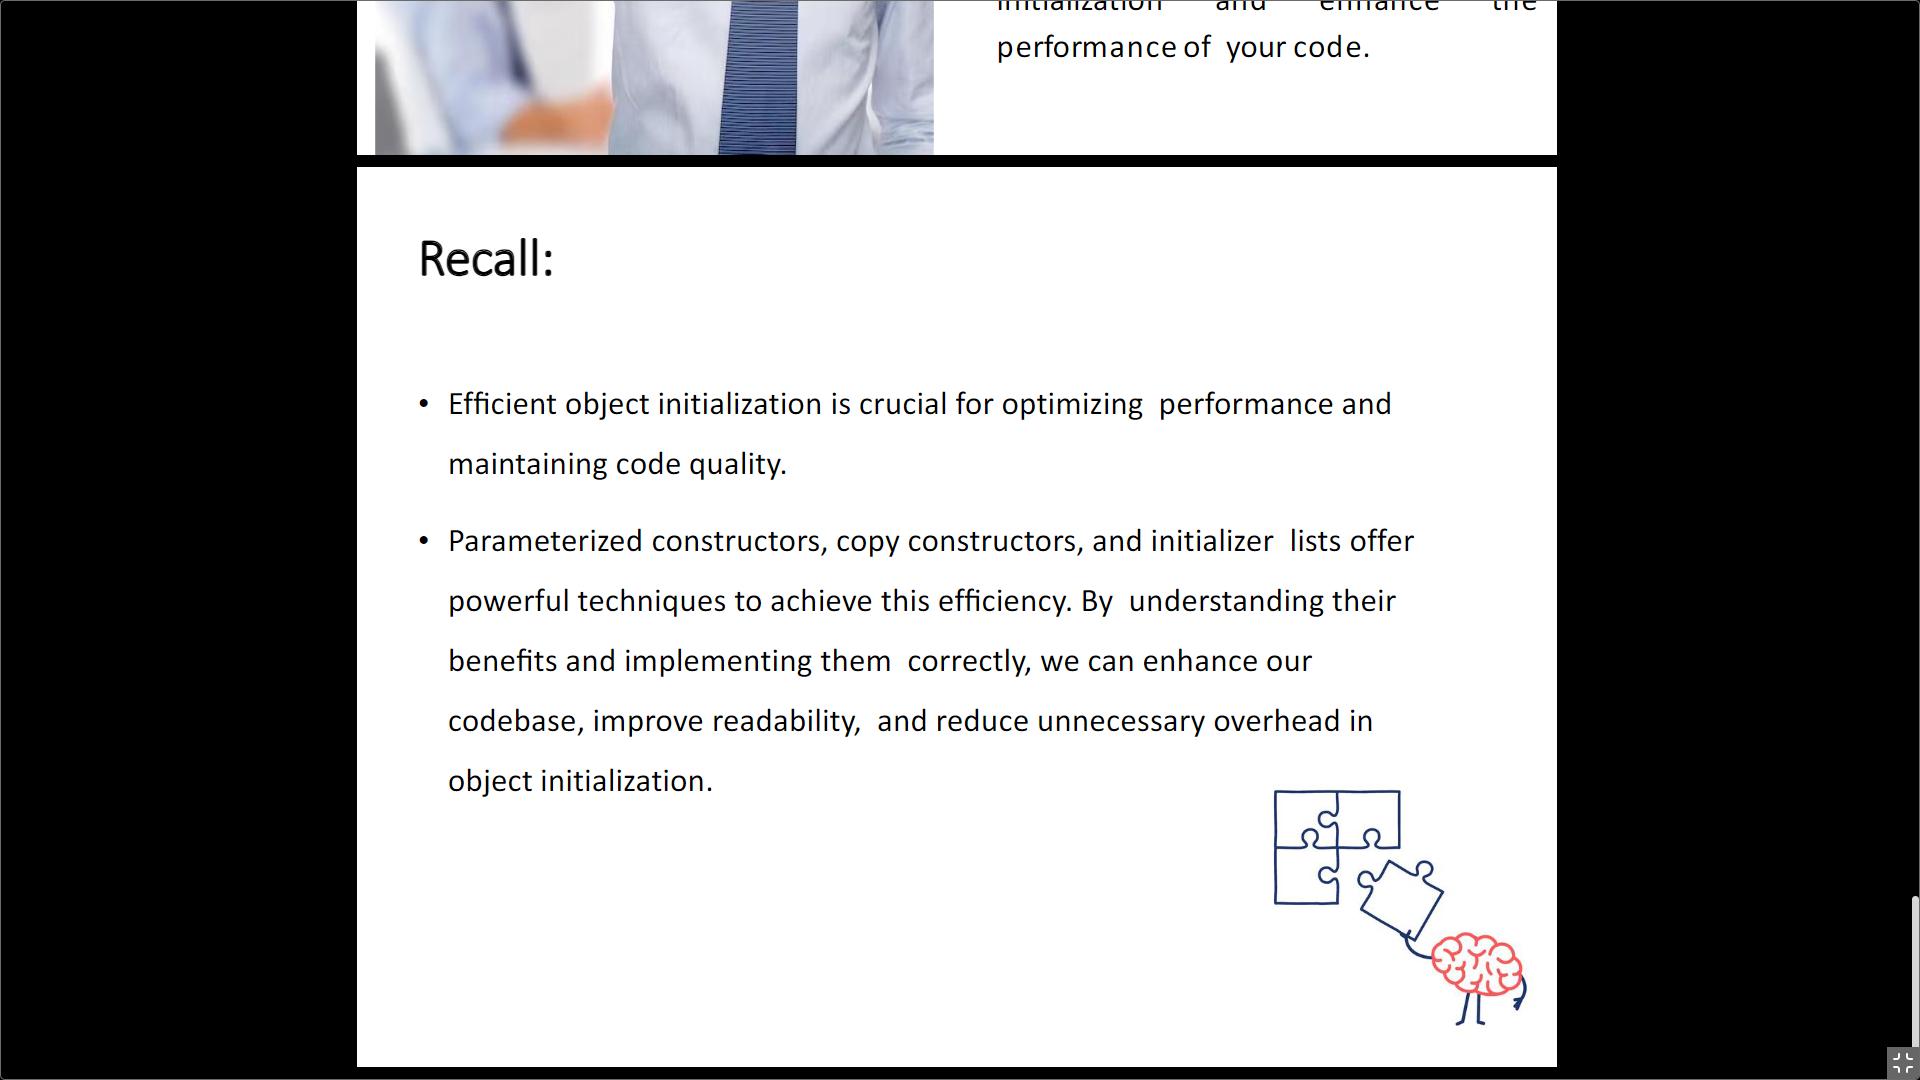 initialization and enhance the
performance of your code.
Recall:
• Efficient object initialization is crucial for optimizing performance and
maintaining code quality.
• Parameterized constructors, copy constructors, and initializer lists offer
powerful techniques to achieve this efficiency. By understanding their
benefits and implementing them correctly, we can enhance our
codebase, improve readability, and reduce unnecessary overhead in
object initialization.